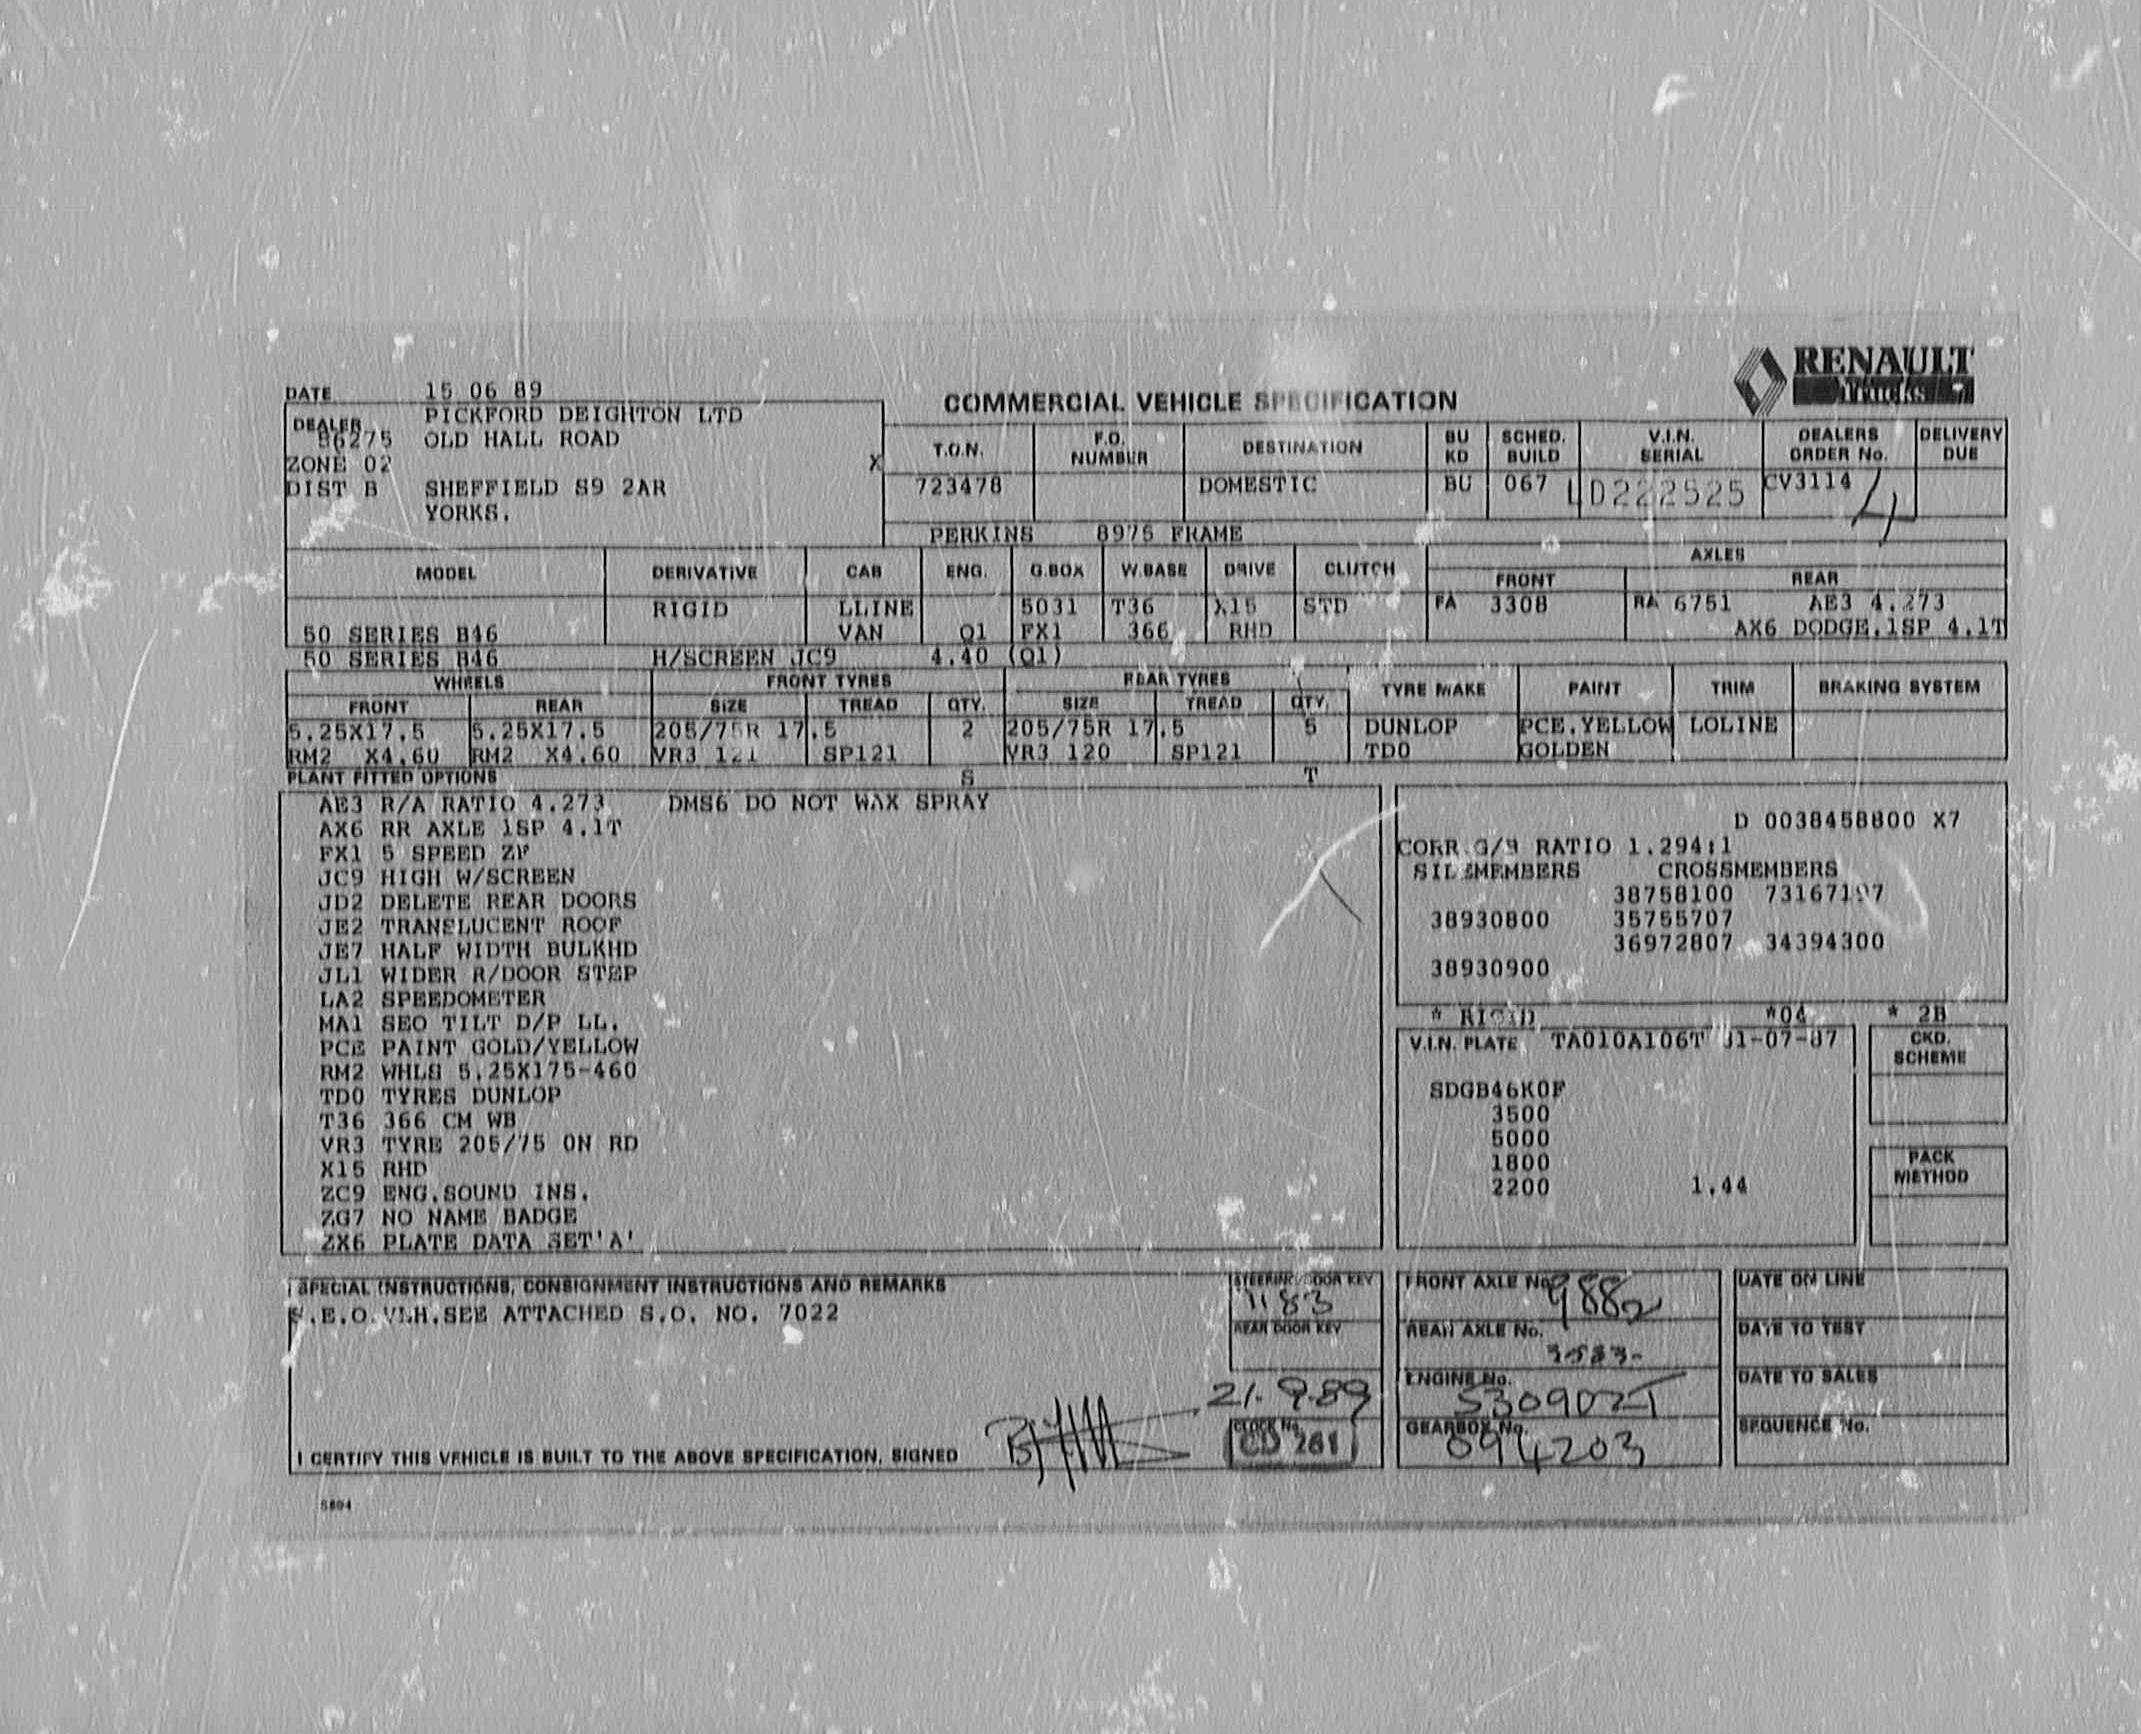 RENAULT
Trucks
DATE 15 06 89
COMMERCIAL VEHICLE SPECIFICATION
DEALER PICKFORD DEIGHTON LTD
86275 OLD HALL ROAD
ZONE 02 X
DIST B SHEFFIELD S9 2AR
YORKS.
T.O.N. F.O. NUMBER DESTINATION BU KD SCHED. BUILD V.I.N. SERIAL DEALERS ORDER No. DELIVERY DUE
723478 DOMESTIC BU 067 D222525 CV3114 4
PERKINS 8975 FRAME
MODEL DERIVATIVE CAB ENG. G.BOX W.BASE DRIVE CLUTCH AXLES
FRONT REAR
RIGID LLINE 5031 T36 X15 STD FA 3308 RA 6751 AE3 4.273
50 SERIES B46 VAN Q1 FX1 366 RHD AX6 DODGE.1SP 4.1T
50 SERIES B46 H/SCREEN JC9 4.40 (Q1)
WHEELS FRONT TYRES REAR TYRES TYRE MAKE PAINT TRIM BRAKING SYSTEM
FRONT REAR SIZE TREAD QTY. SIZE TREAD QTY.
5.25X17.5 5.25X17.5 205/75R 17.5 2 205/75R 17.5 5 DUNLOP PCE.YELLOW LOLINE
RM2 X4.60 RM2 X4.60 VR3 121 SP121 VR3 120 SP121 TD0 GOLDEN
PLANT FITTED OPTIONS S T
AE3 R/A RATIO 4.273 DMS6 DO NOT WAX SPRAY
AX6 RR AXLE 1SP 4.1T
FX1 5 SPEED ZF
JC9 HIGH W/SCREEN
JD2 DELETE REAR DOORS
JE2 TRANSLUCENT ROOF
JE7 HALF WIDTH BULKHD
JL1 WIDER R/DOOR STEP
LA2 SPEEDOMETER
MA1 SEO TILT D/P LL.
PCE PAINT GOLD/YELLOW
RM2 WHLS 5.25X175-460
TD0 TYRES DUNLOP
T36 366 CM WB
VR3 TYRE 205/75 ON RD
X15 RHD
ZC9 ENG.SOUND INS.
ZG7 NO NAME BADGE
ZX6 PLATE DATA SET'A'
D 0038458800 X7
CORR G/B RATIO 1.294:1
SIDEMEMBERS CROSSMEMBERS
38758100 73167107
38930800 35755707
36972807 34394300
38930900
* RIGID *04 * 2B
V.I.N. PLATE TA010A106T 01-07-87
SDGB46K0F
3500
5000
1800
2200 1.44
CKD. SCHEME
PACK METHOD
SPECIAL INSTRUCTIONS, CONSIGNMENT INSTRUCTIONS AND REMARKS
S.E.O.VEH.SEE ATTACHED S.O. NO. 7022
I CERTIFY THIS VEHICLE IS BUILT TO THE ABOVE SPECIFICATION, SIGNED
STEERING/DOOR KEY
1183
REAR DOOR KEY
21-9-89
CLOCK No.
CD 261
FRONT AXLE No. 9882
REAR AXLE No.
ENGINE No.
S30902T
GEARBOX No.
094203
DATE ON LINE
DATE TO TEST
DATE TO SALES
SEQUENCE No.
S804